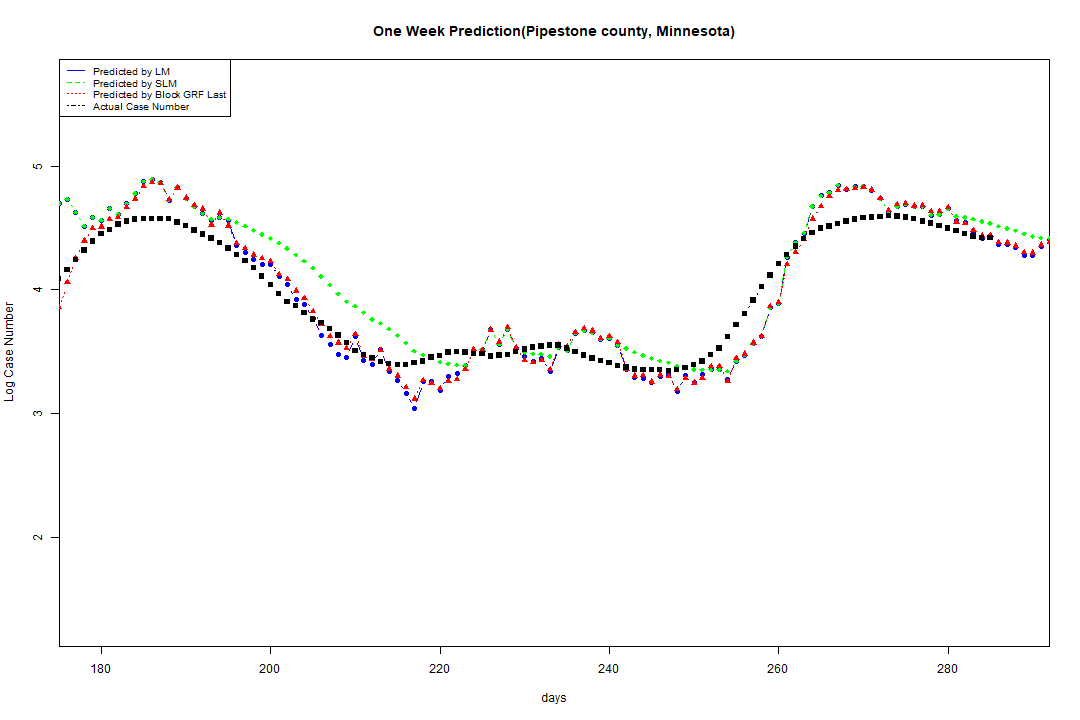 One Week Prediction(Pipestone county, Minnesota)
Predicted by LM
Predicted by SLM
Predicted by Block GRF Last
Actual Case Number
5
4
3
2
Log Case Number
180 200 220 240 260 280
days